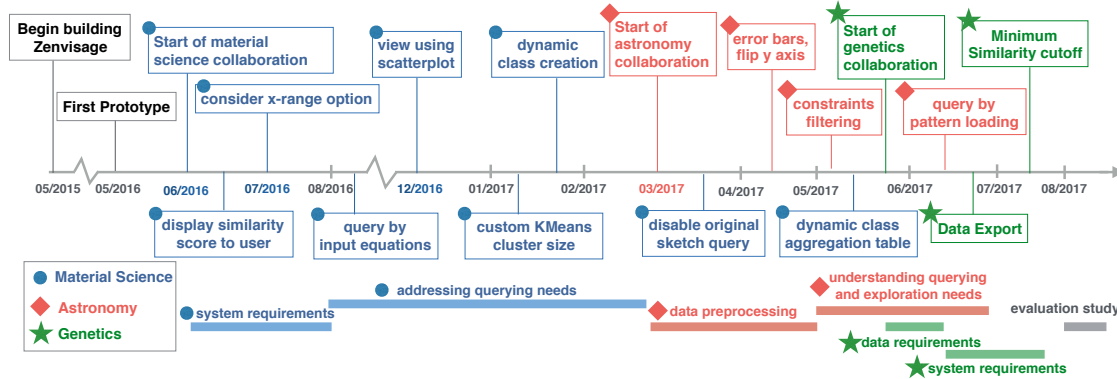 Begin building
Zenvisage
First Prototype
Start of material
science collaboration
consider x-range option
view using
scatterplot
dynamic
class creation
Start of
astronomy
collaboration
error bars,
flip y axis
constraints
filtering
Start of
genetics
collaboration
query by
pattern loading
Minimum
Similarity cutoff
05/2015
05/2016
06/2016
07/2016
08/2016
12/2016
01/2017
02/2017
03/2017
04/2017
05/2017
06/2017
07/2017
08/2017
display similarity
score to user
query by
input equations
custom KMeans
cluster size
disable original
sketch query
dynamic class
aggregation table
Data Export
Material Science
Astronomy
Genetics
system requirements
addressing querying needs
data preprocessing
understanding querying
and exploration needs
data requirements
system requirements
evaluation study